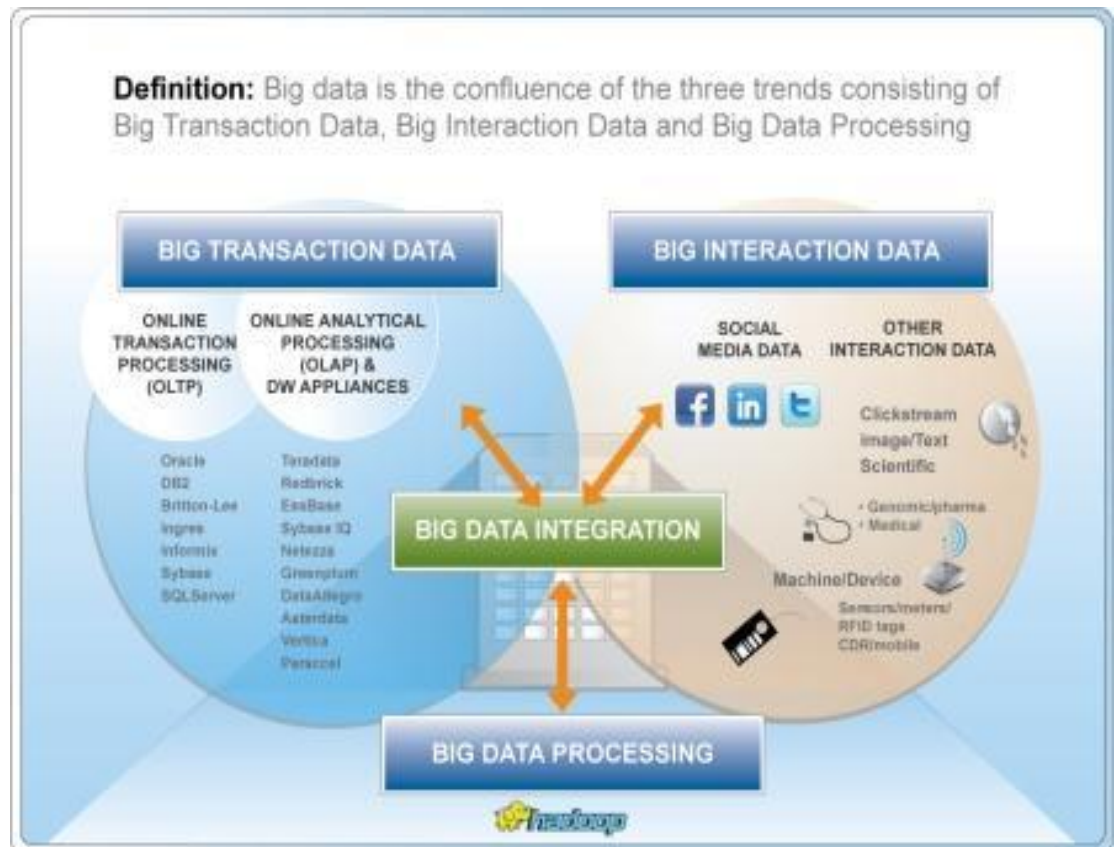 Definition: Big data is the confluence of the three trends consisting of
Big Transaction Data, Big Interaction Data and Big Data Processing
BIG TRANSACTION DATA
ONLINE
TRANSACTION
PROCESSING
(OLTP)
ONLINE ANALYTICAL
PROCESSING
(OLAP) &
DW APPLIANCES
Oracle
DB2
Britton-Lee
Ingres
Informix
Sybase
SQLServer
Teradata
Redbrick
EssBase
Sybase IQ
Netezza
Greenplum
DataAllegro
Asterdata
Vertica
Paraccel
BIG INTERACTION DATA
SOCIAL
MEDIA DATA
f
in
t
OTHER
INTERACTION DATA
Clickstream
image/Text
Scientific
• Genomic/pharma
• Medical
Machine/Device
Sensors/meters/
RFID tags
CDR/mobile
BIG DATA INTEGRATION
BIG DATA PROCESSING
hadoop